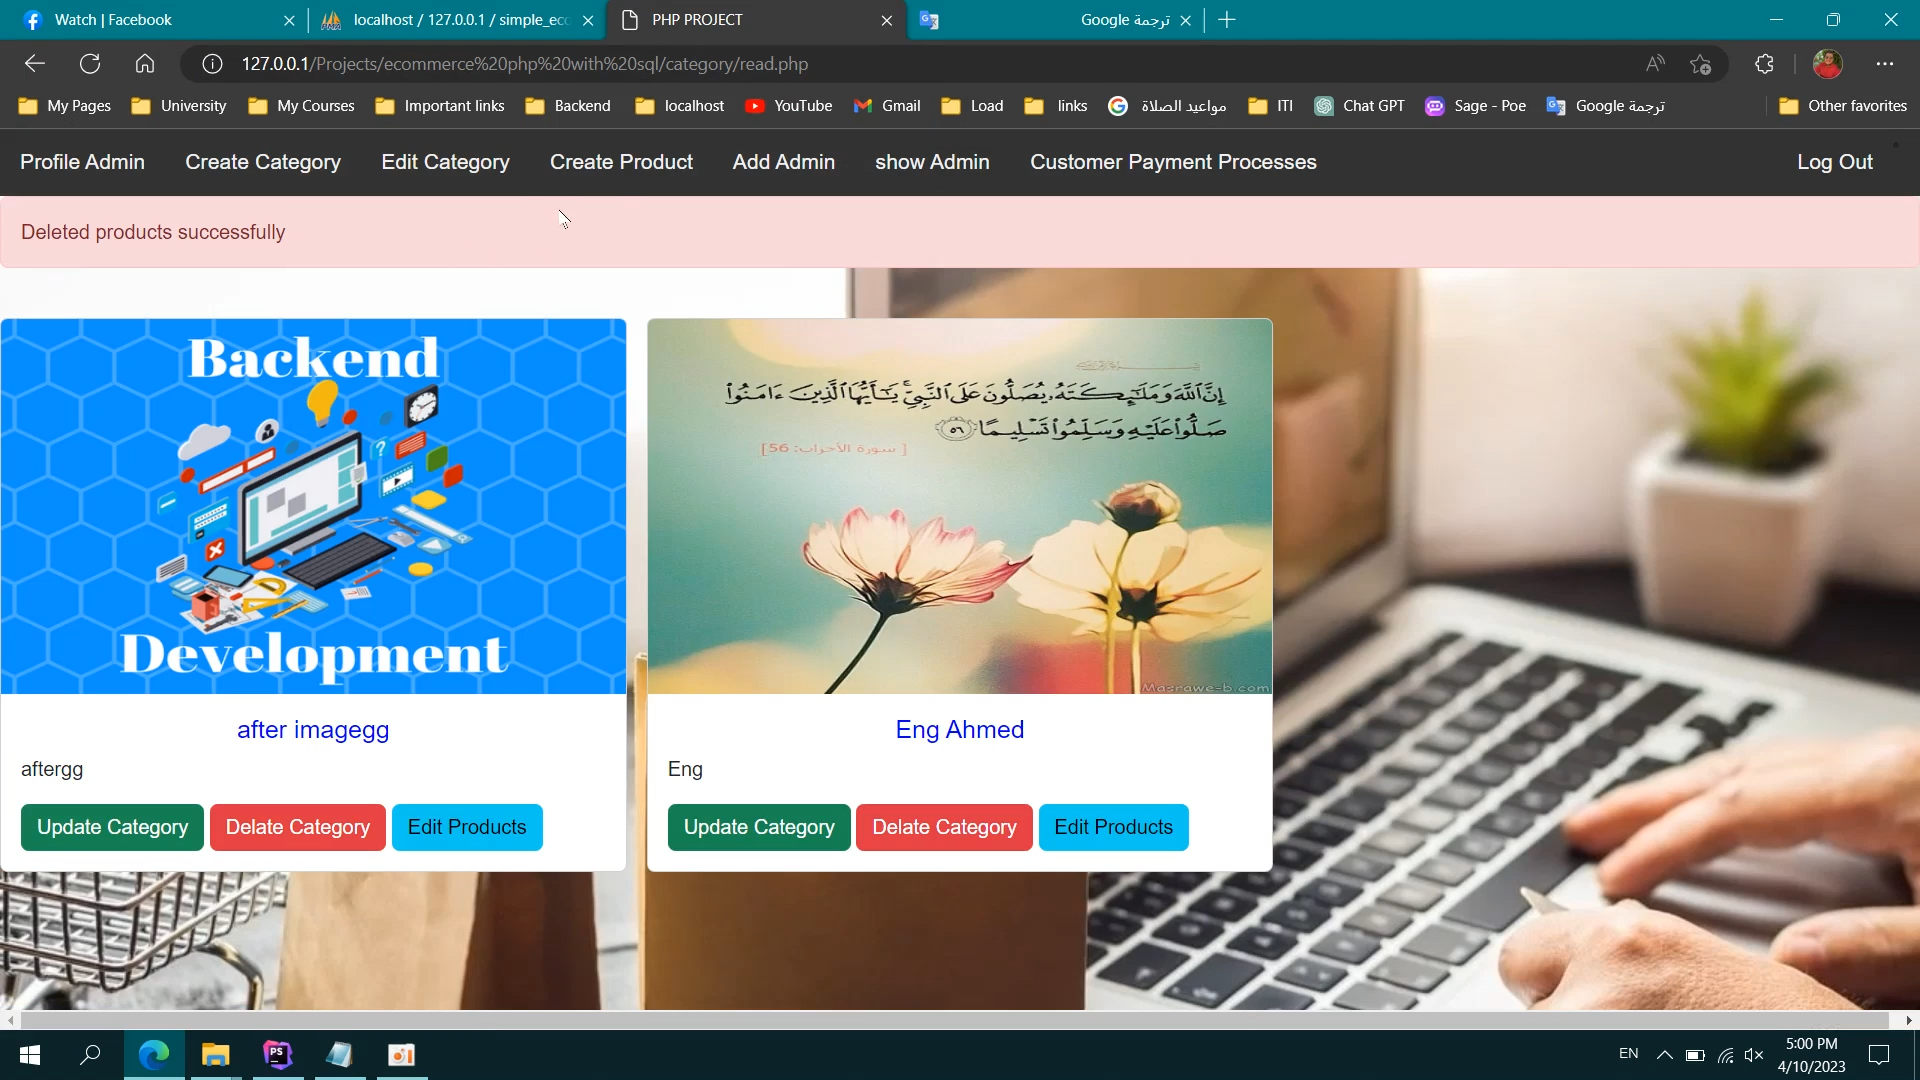 Watch | Facebook
localhost / 127.0.0.1 / simple_ecc
PHP PROJECT
ترجمة Google
127.0.0.1/Projects/ecommerce%20php%20with%20sql/category/read.php
My Pages
University
My Courses
Important links
Backend
localhost
YouTube
Gmail
Load
links
مواعيد الصلاة
ITI
Chat GPT
Sage - Poe
ترجمة Google
Other favorites
Profile Admin
Create Category
Edit Category
Create Product
Add Admin
show Admin
Customer Payment Processes
Log Out
Deleted products successfully
Backend
Development
after imagegg
aftergg
Update Category
Delate Category
Edit Products
إِنَّ ٱللَّهَ وَمَلَٰٓئِكَتَهُۥ يُصَلُّونَ عَلَى ٱلنَّبِيِّ ۚ يَٰٓأَيُّهَا ٱلَّذِينَ ءَامَنُوا۟
صَلُّوا۟ عَلَيْهِ وَسَلِّمُوا۟ تَسْلِيمًا ٥٦
[ سورة الأحزاب: 56]
Masrawe-b.com
Eng Ahmed
Eng
Update Category
Delate Category
Edit Products
PS
EN
5:00 PM
4/10/2023